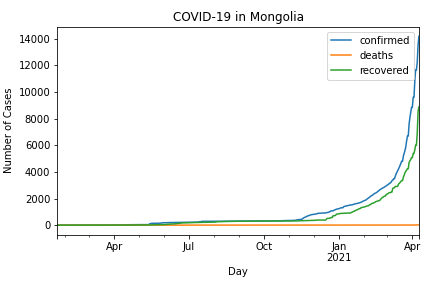 COVID-19 in Mongolia
confirmed
deaths
recovered
14000
12000
10000
8000
6000
4000
2000
0
Number of Cases
Apr
Jul
Oct
Jan
2021
Apr
Day